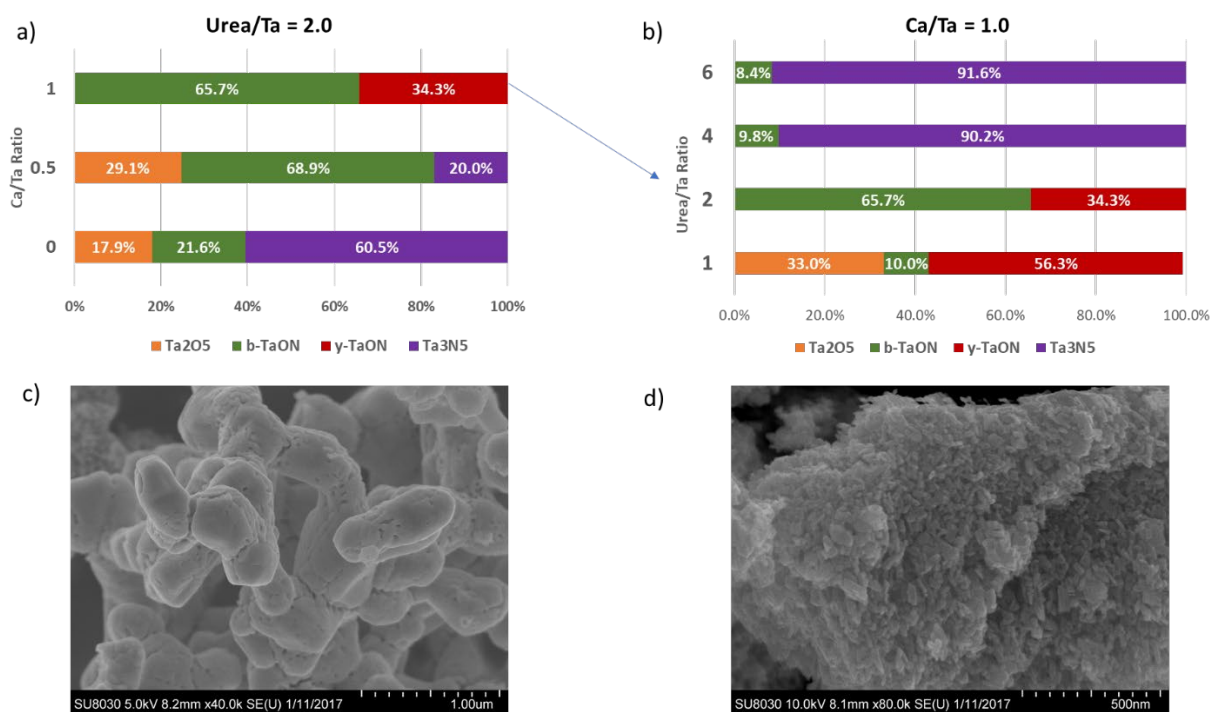 a)
Urea/Ta = 2.0
Ca/Ta Ratio
1
65.7% 34.3%
0.5
29.1% 68.9% 20.0%
0
17.9% 21.6% 60.5%
0% 20% 40% 60% 80% 100%
Ta2O5 b-TaON y-TaON Ta3N5
b)
Ca/Ta = 1.0
Urea/Ta Ratio
6
8.4% 91.6%
4
9.8% 90.2%
2
65.7% 34.3%
1
33.0% 10.0% 56.3%
0.0% 20.0% 40.0% 60.0% 80.0% 100.0%
Ta2O5 b-TaON y-TaON Ta3N5
c)
SU8030 5.0kV 8.2mm x40.0k SE(U) 1/11/2017 1.00um
d)
SU8030 10.0kV 8.1mm x80.0k SE(U) 1/11/2017 500nm